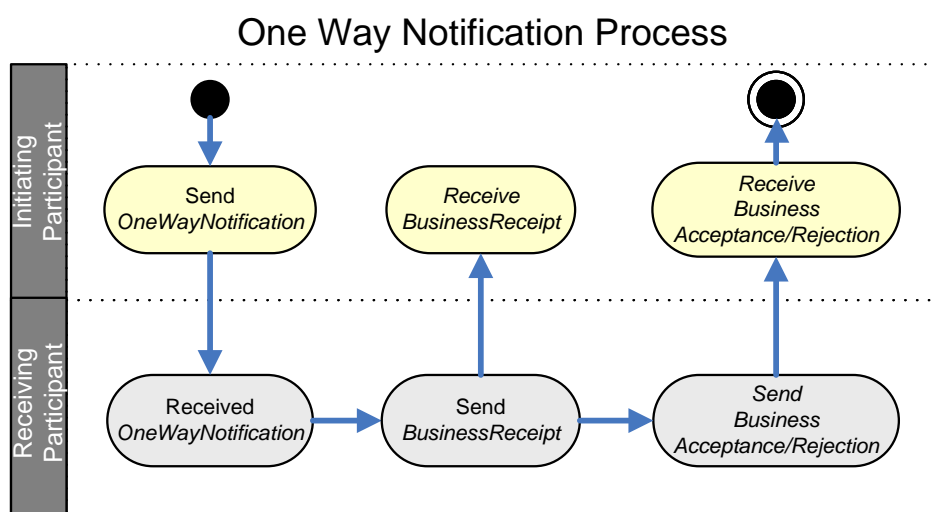 One Way Notification Process
Initiating
Participant
Send
OneWayNotification
Receive
BusinessReceipt
Receive
Business
Acceptance/Rejection
Receiving
Participant
Received
OneWayNotification
Send
BusinessReceipt
Send
Business
Acceptance/Rejection